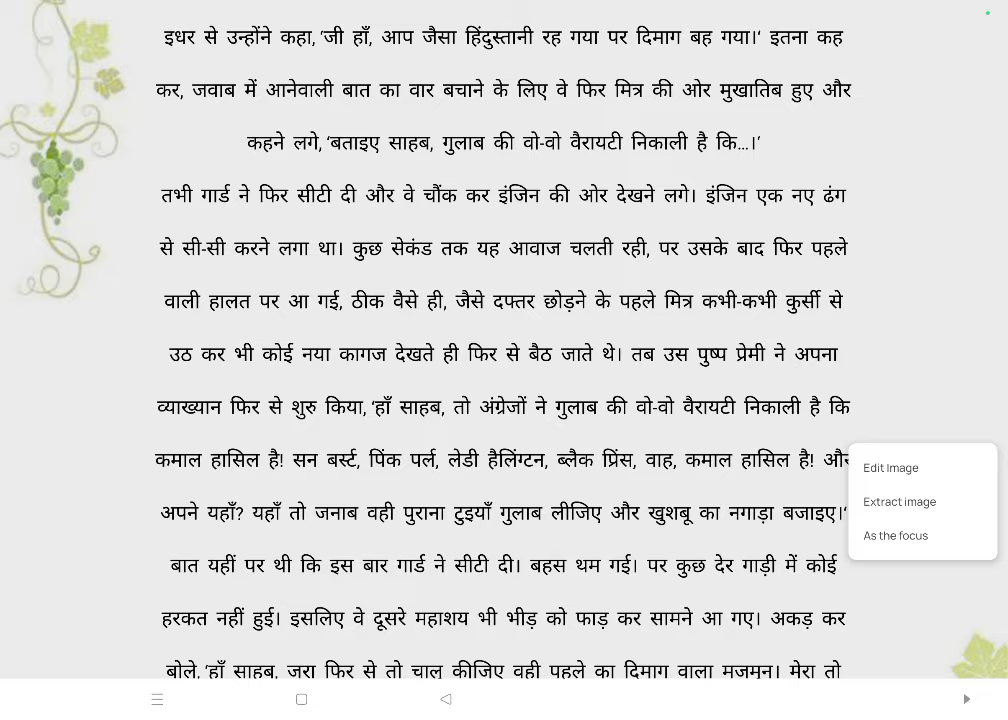 इधर से उन्होंने कहा, ‘जी हाँ, आप जैसा हिंदुस्तानी रह गया पर दिमाग बह गया।‘ इतना कह
कर, जवाब में आनेवाली बात का वार बचाने के लिए वे फिर मित्र की ओर मुखातिब हुए और
कहने लगे, ‘बताइए साहब, गुलाब की वो-वो वैरायटी निकाली है कि…।‘
तभी गार्ड ने फिर सीटी दी और वे चौंक कर इंजिन की ओर देखने लगे। इंजिन एक नए ढंग
से सी-सी करने लगा था। कुछ सेकंड तक यह आवाज चलती रही, पर उसके बाद फिर पहले
वाली हालत पर आ गई, ठीक वैसे ही, जैसे दफ्तर छोड़ने के पहले मित्र कभी-कभी कुर्सी से
उठ कर भी कोई नया कागज देखते ही फिर से बैठ जाते थे। तब उस पुष्प प्रेमी ने अपना
व्याख्यान फिर से शुरु किया, ‘हाँ साहब, तो अंग्रेजों ने गुलाब की वो-वो वैरायटी निकाली है कि
कमाल हासिल है! सन बर्स्ट, पिंक पर्ल, लेडी हैलिंग्टन, ब्लैक प्रिंस, वाह, कमाल हासिल है! और
अपने यहाँ? यहाँ तो जनाब वही पुराना टुइयाँ गुलाब लीजिए और खुशबू का नगाड़ा बजाइए।‘
बात यहीं पर थी कि इस बार गार्ड ने सीटी दी। बहस थम गई। पर कुछ देर गाड़ी में कोई
हरकत नहीं हुई। इसलिए वे दूसरे महाशय भी भीड़ को फाड़ कर सामने आ गए। अकड़ कर
बोले, ‘हाँ साहब, जरा फिर से तो चालू कीजिए वही पहले का दिमाग वाला मजमून। मेरा तो
Edit Image
Extract image
As the focus